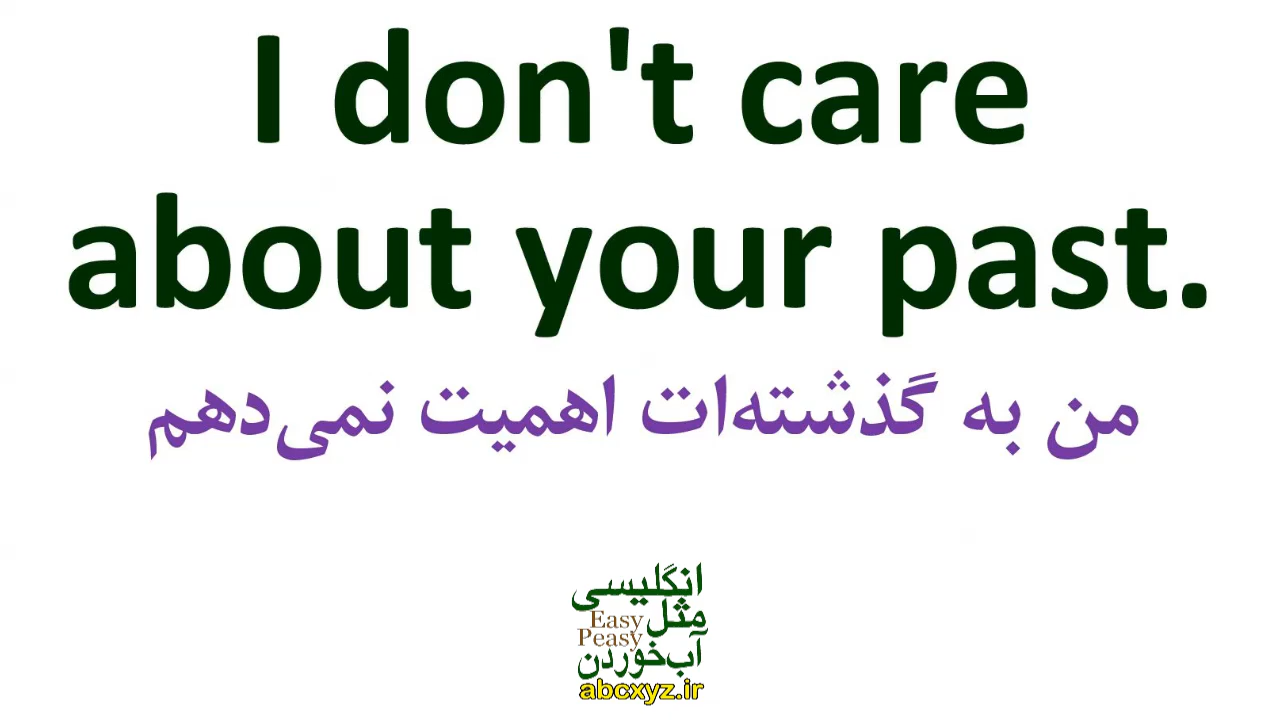 I don't care
about your past.
من به گذشته‌ات اهمیت نمی‌دهم
انگلیسی
مثل
Easy
Peasy
آب‌خوردن
abcxyz.ir